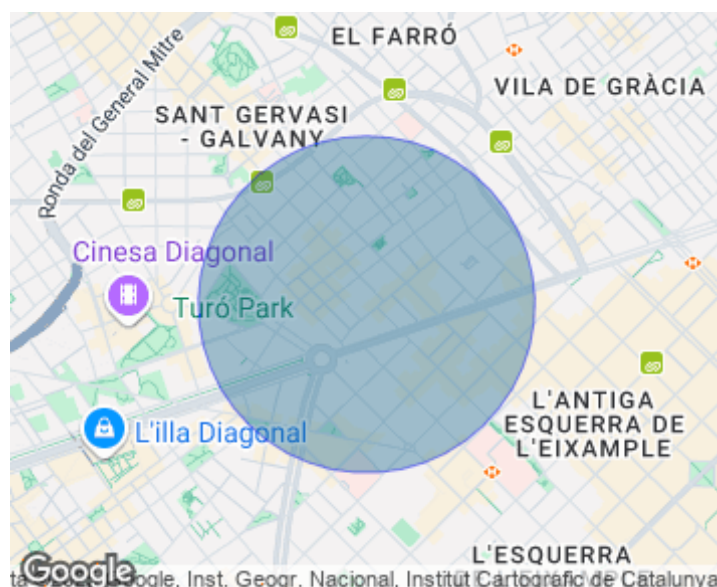 EL FARRÓ
VILA DE GRÀCIA
SANT GERVASI
- GALVANY
Ronda del General Mitre
Cinesa Diagonal
Turó Park
L'illa Diagonal
L'ANTIGA
ESQUERRA DE
L'EIXAMPLE
L'ESQUERRA
Google
Google, Inst. Geogr. Nacional, Institut Cartogràfic de Catalunya